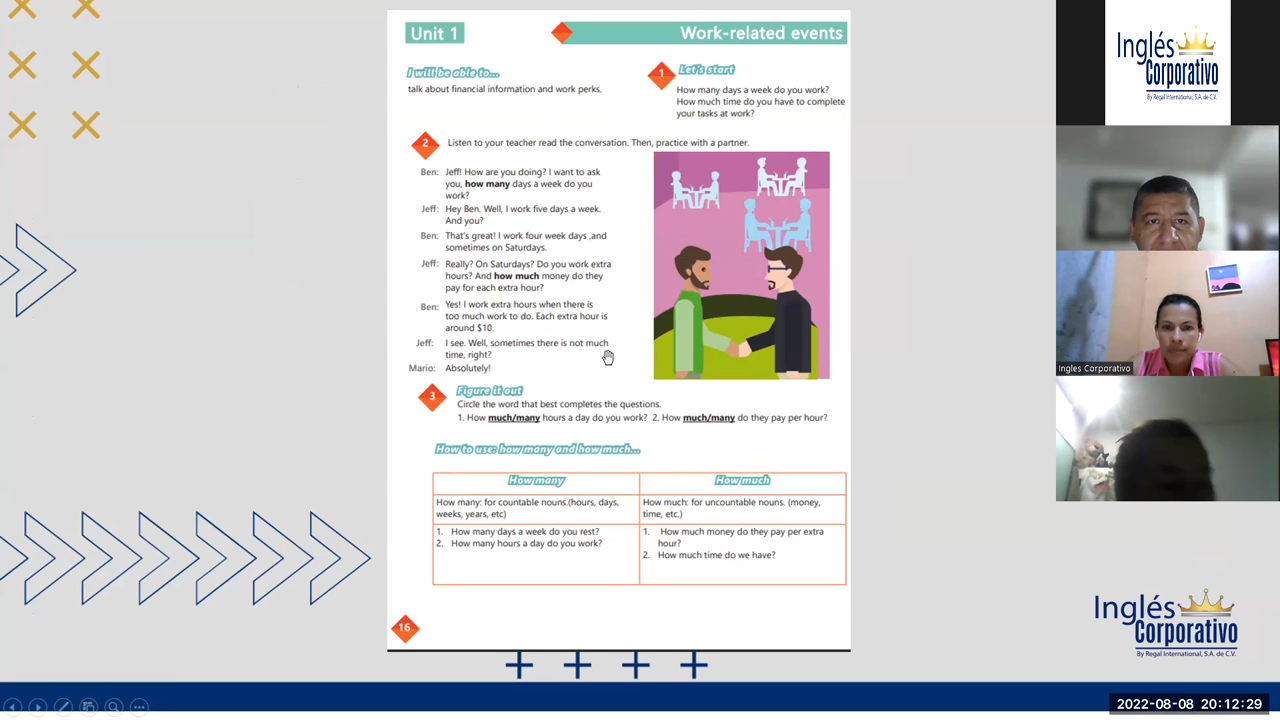 Unit 1
Work-related events
I will be able to...
talk about financial information and work perks.
1
Let's start
How many days a week do you work?
How much time do you have to complete
your tasks at work?
2
Listen to your teacher read the conversation. Then, practice with a partner.
Ben: Jeff! How are you doing? I want to ask
you, how many days a week do you
work?
Jeff: Hey Ben. Well, I work five days a week.
And you?
Ben: That's great! I work four week days ,and
sometimes on Saturdays.
Jeff: Really? On Saturdays? Do you work extra
hours? And how much money do they
pay for each extra hour?
Ben: Yes! I work extra hours when there is
too much work to do. Each extra hour is
around $10.
Jeff: I see. Well, sometimes there is not much
time, right?
Mario: Absolutely!
3
Figure it out
Circle the word that best completes the questions.
1. How much/many hours a day do you work? 2. How much/many do they pay per hour?
How to use: how many and how much...
How many
How many: for countable nouns.(hours, days,
weeks, years, etc)
1. How many days a week do you rest?
2. How many hours a day do you work?
How much
How much: for uncountable nouns. (money,
time, etc.)
1. How much money do they pay per extra
hour?
2. How much time do we have?
16
Inglés
Corporativo
By Regal International, S.A. de C.V.
Ingles Corporativo
Inglés
Corporativo
By Regal International, S.A. de C.V.
2022-08-08 20:12:29